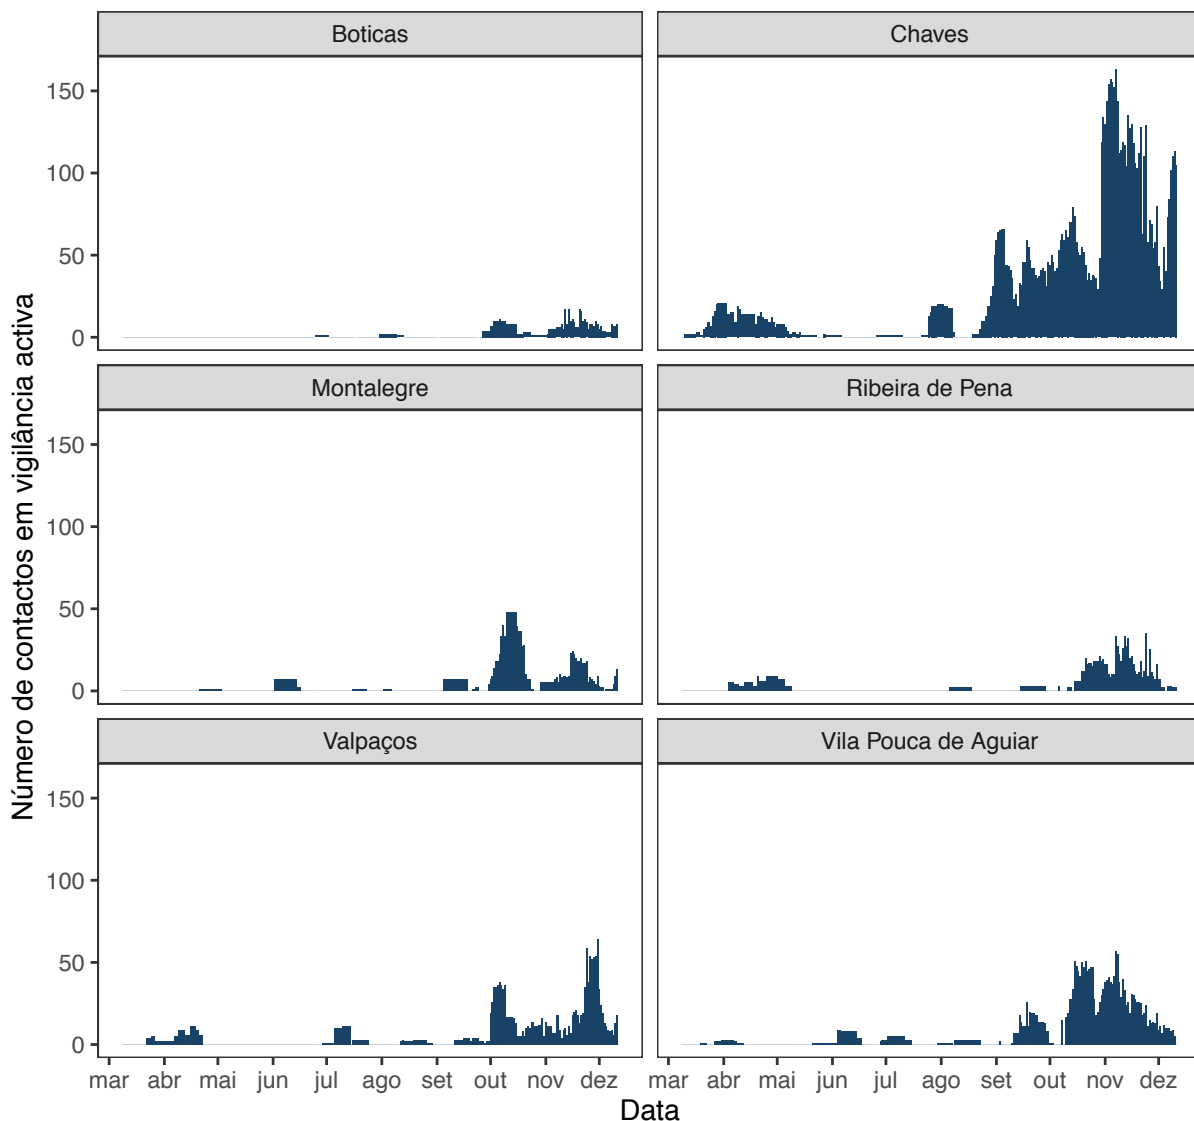 Boticas
Chaves
150
100
50
0
Montalegre
Ribeira de Pena
150
100
50
0
Valpaços
Vila Pouca de Aguiar
150
100
50
0
mar abr mai jun jul ago set out nov dez
mar abr mai jun jul ago set out nov dez
Data
Número de contactos em vigilância activa